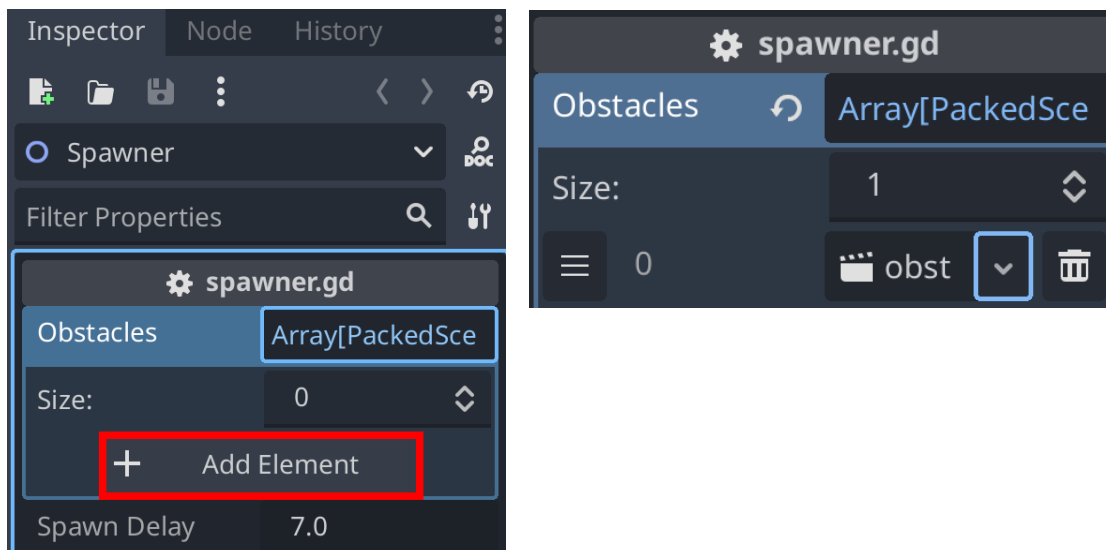 Inspector Node History
Spawner
DOC
Filter Properties
spawner.gd
Obstacles Array[PackedSce
Size: 0
Add Element
Spawn Delay 7.0
spawner.gd
Obstacles Array[PackedSce
Size: 1
0 obst